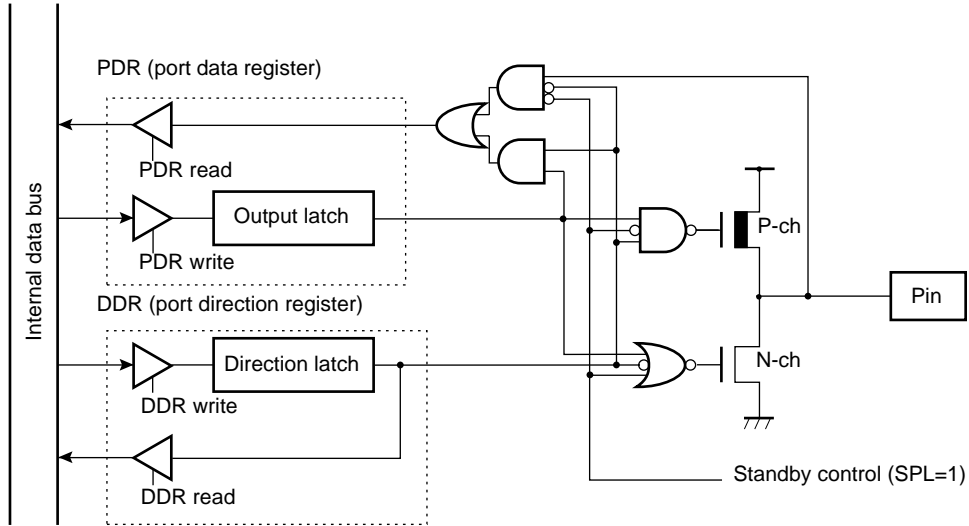 PDR (port data register)
PDR read
Output latch
PDR write
P-ch
Pin
Internal data bus
DDR (port direction register)
Direction latch
N-ch
DDR write
DDR read
Standby control (SPL=1)